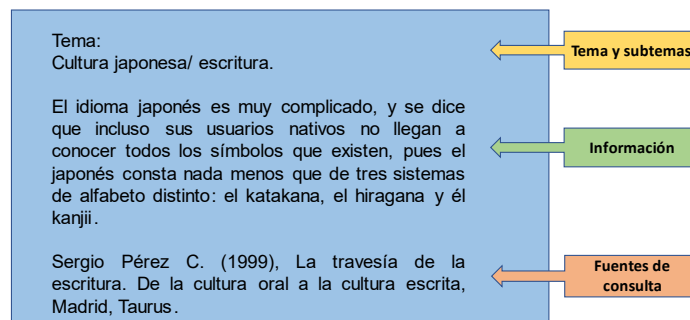 Tema:
Cultura japonesa/ escritura.
Tema y subtemas
El idioma japonés es muy complicado, y se dice
que incluso sus usuarios nativos no llegan a
conocer todos los símbolos que existen, pues el
japonés consta nada menos que de tres sistemas
de alfabeto distinto: el katakana, el hiragana y él
kanjii.
Información
Sergio Pérez C. (1999), La travesía de la
escritura. De la cultura oral a la cultura escrita,
Madrid, Taurus.
Fuentes de
consulta